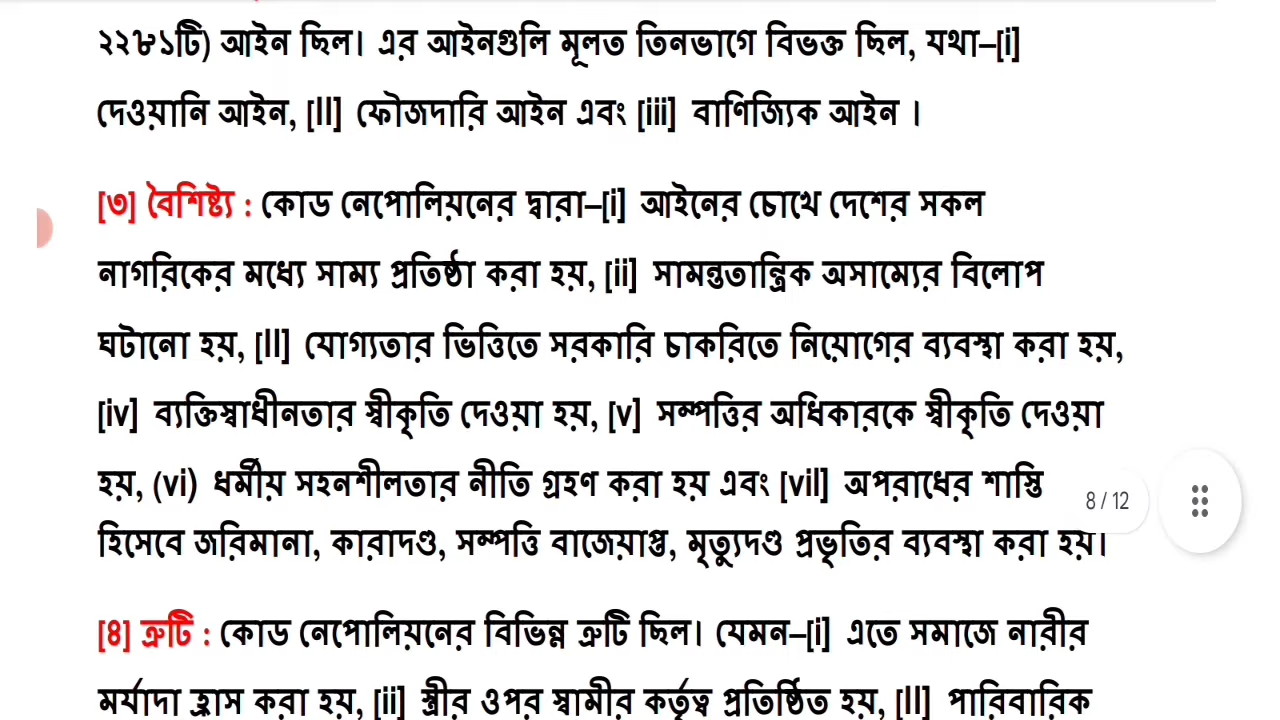 ২২৮১টি) আইন ছিল। এর আইনগুলি মূলত তিনভাগে বিভক্ত ছিল, যথা–[i]
দেওয়ানি আইন, [II] ফৌজদারি আইন এবং [iii] বাণিজ্যিক আইন ।
[৩] বৈশিষ্ট্য : কোড নেপোলিয়নের দ্বারা–[i] আইনের চোখে দেশের সকল
নাগরিকের মধ্যে সাম্য প্রতিষ্ঠা করা হয়, [ii] সামন্ততান্ত্রিক অসাম্যের বিলোপ
ঘটানো হয়, [II] যোগ্যতার ভিত্তিতে সরকারি চাকরিতে নিয়োগের ব্যবস্থা করা হয়,
[iv] ব্যক্তিস্বাধীনতার স্বীকৃতি দেওয়া হয়, [v] সম্পত্তির অধিকারকে স্বীকৃতি দেওয়া
হয়, (vi) ধর্মীয় সহনশীলতার নীতি গ্রহণ করা হয় এবং [vil] অপরাধের শাস্তি
8 / 12
হিসেবে জরিমানা, কারাদণ্ড, সম্পত্তি বাজেয়াপ্ত, মৃত্যুদণ্ড প্রভৃতির ব্যবস্থা করা হয়।
[৪] ত্রুটি : কোড নেপোলিয়নের বিভিন্ন ত্রুটি ছিল। যেমন–[i] এতে সমাজে নারীর
মর্যাদা হ্রাস করা হয়, [ii] স্ত্রীর ওপর স্বামীর কর্তৃত্ব প্রতিষ্ঠিত হয়, [II] পারিবারিক